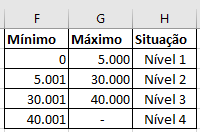 F G H
Mínimo Máximo Situação
0 5.000 Nível 1
5.001 30.000 Nível 2
30.001 40.000 Nível 3
40.001 - Nível 4